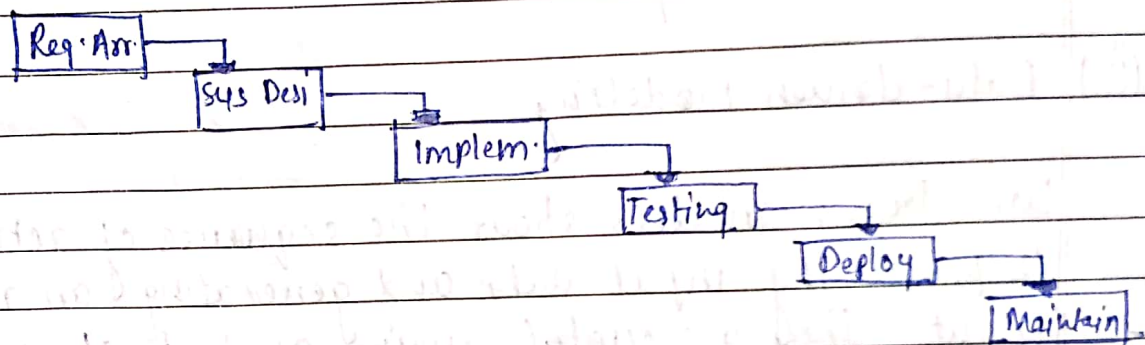 Req. Arr.
Sys Desi
Implem.
Testing
Deploy
Maintain